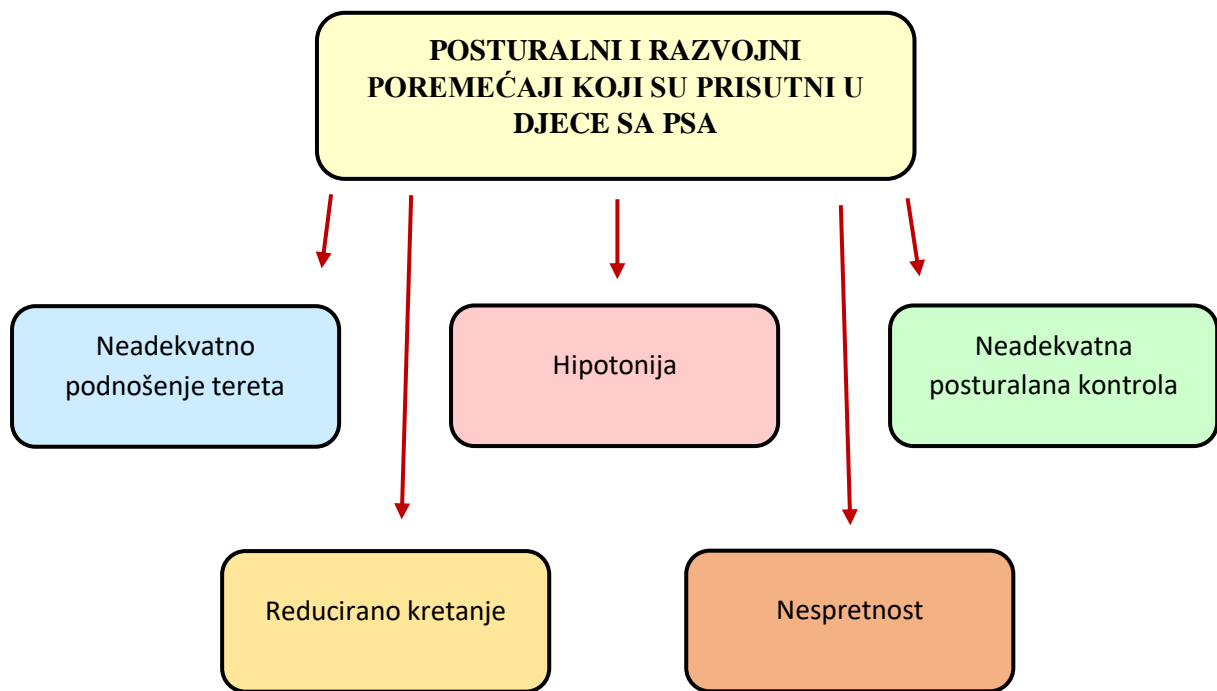 POSTURALNI I RAZVOJNI
POREMEĆAJI KOJI SU PRISUTNI U
DJECE SA PSA
Neadekvatno
podnošenje tereta
Hipotonija
Neadekvatna
posturalana kontrola
Reducirano kretanje
Nespretnost